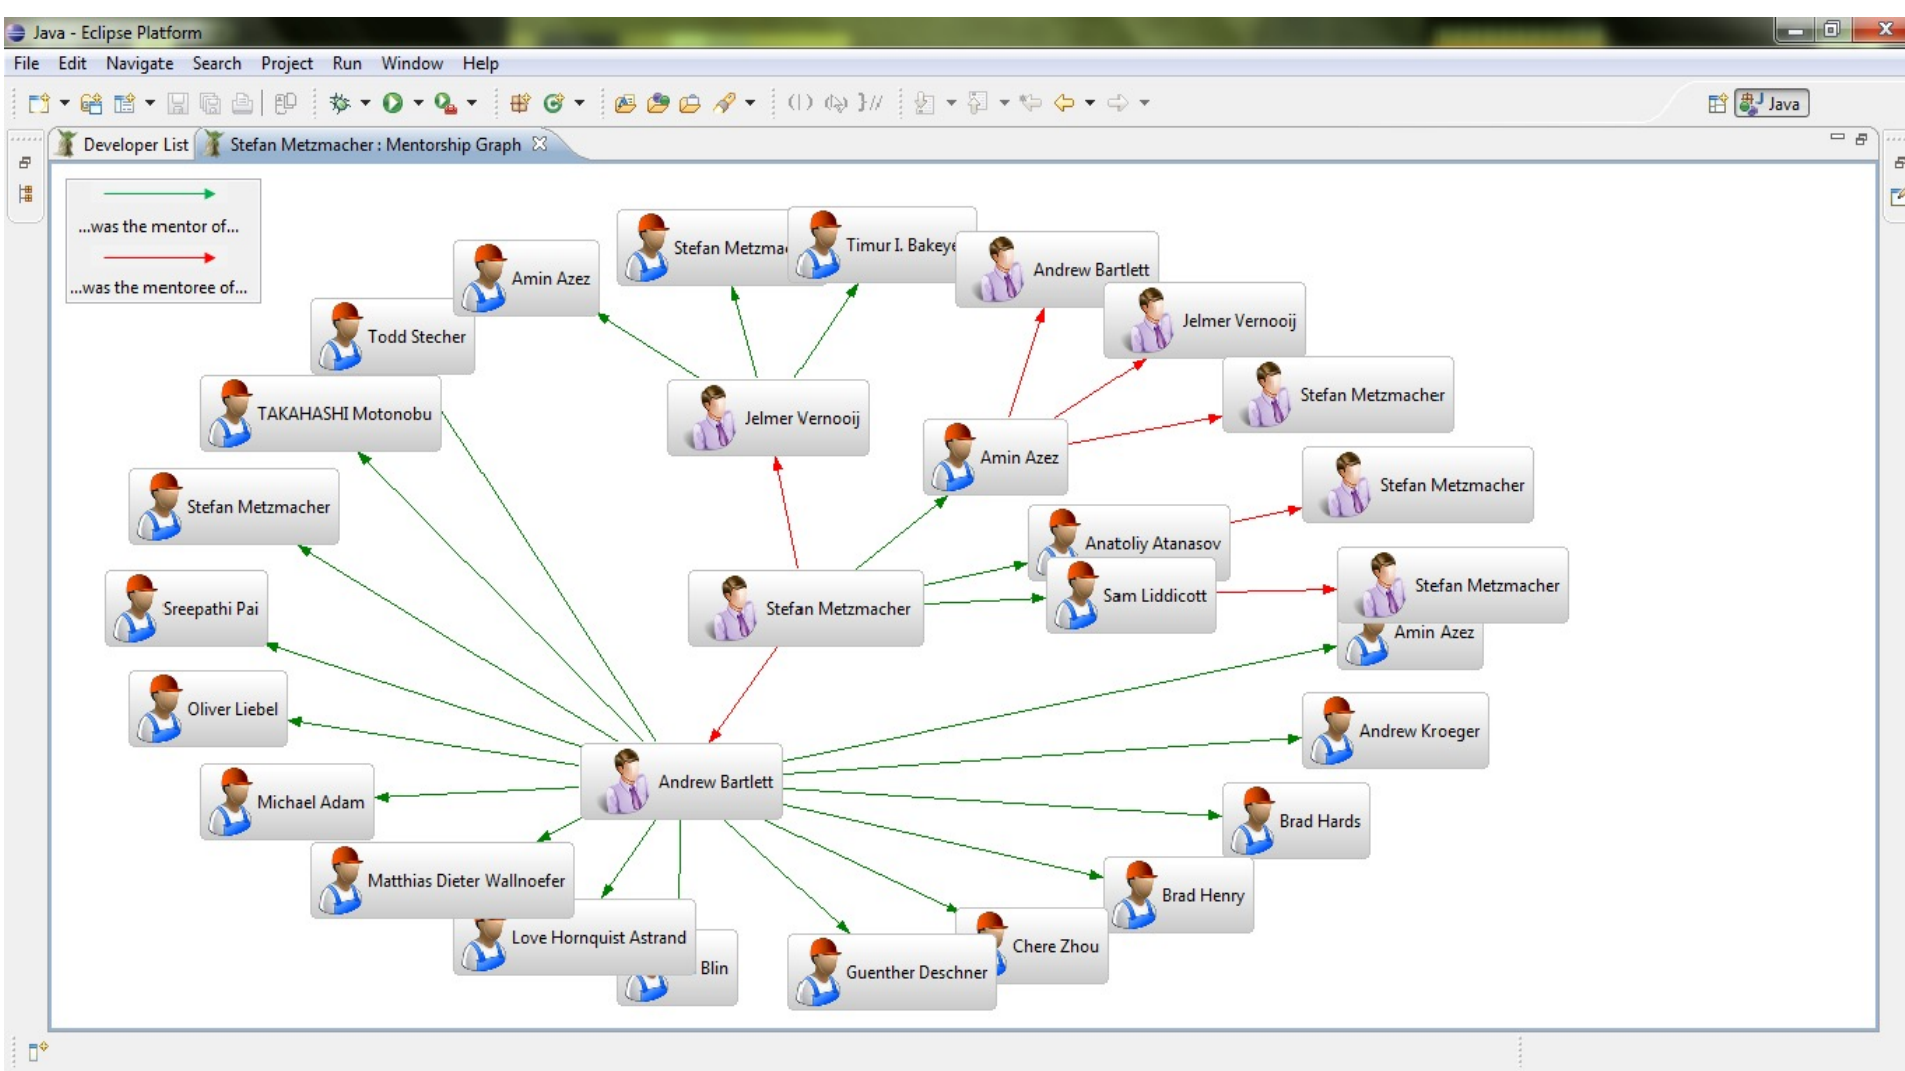 Java - Eclipse Platform
File Edit Navigate Search Project Run Window Help
Java
Developer List
Stefan Metzmacher : Mentorship Graph
...was the mentor of...
...was the mentoree of...
Stefan Metzma
Timur I. Bakeye
Andrew Bartlett
Amin Azez
Jelmer Vernooij
Todd Stecher
Stefan Metzmacher
TAKAHASHI Motonobu
Jelmer Vernooij
Amin Azez
Stefan Metzmacher
Stefan Metzmacher
Anatoliy Atanasov
Stefan Metzmacher
Sam Liddicott
Sreepathi Pai
Stefan Metzmacher
Amin Azez
Oliver Liebel
Andrew Kroeger
Andrew Bartlett
Michael Adam
Brad Hards
Matthias Dieter Wallnoefer
Brad Henry
Love Hornquist Astrand
Chere Zhou
Blin
Guenther Deschner